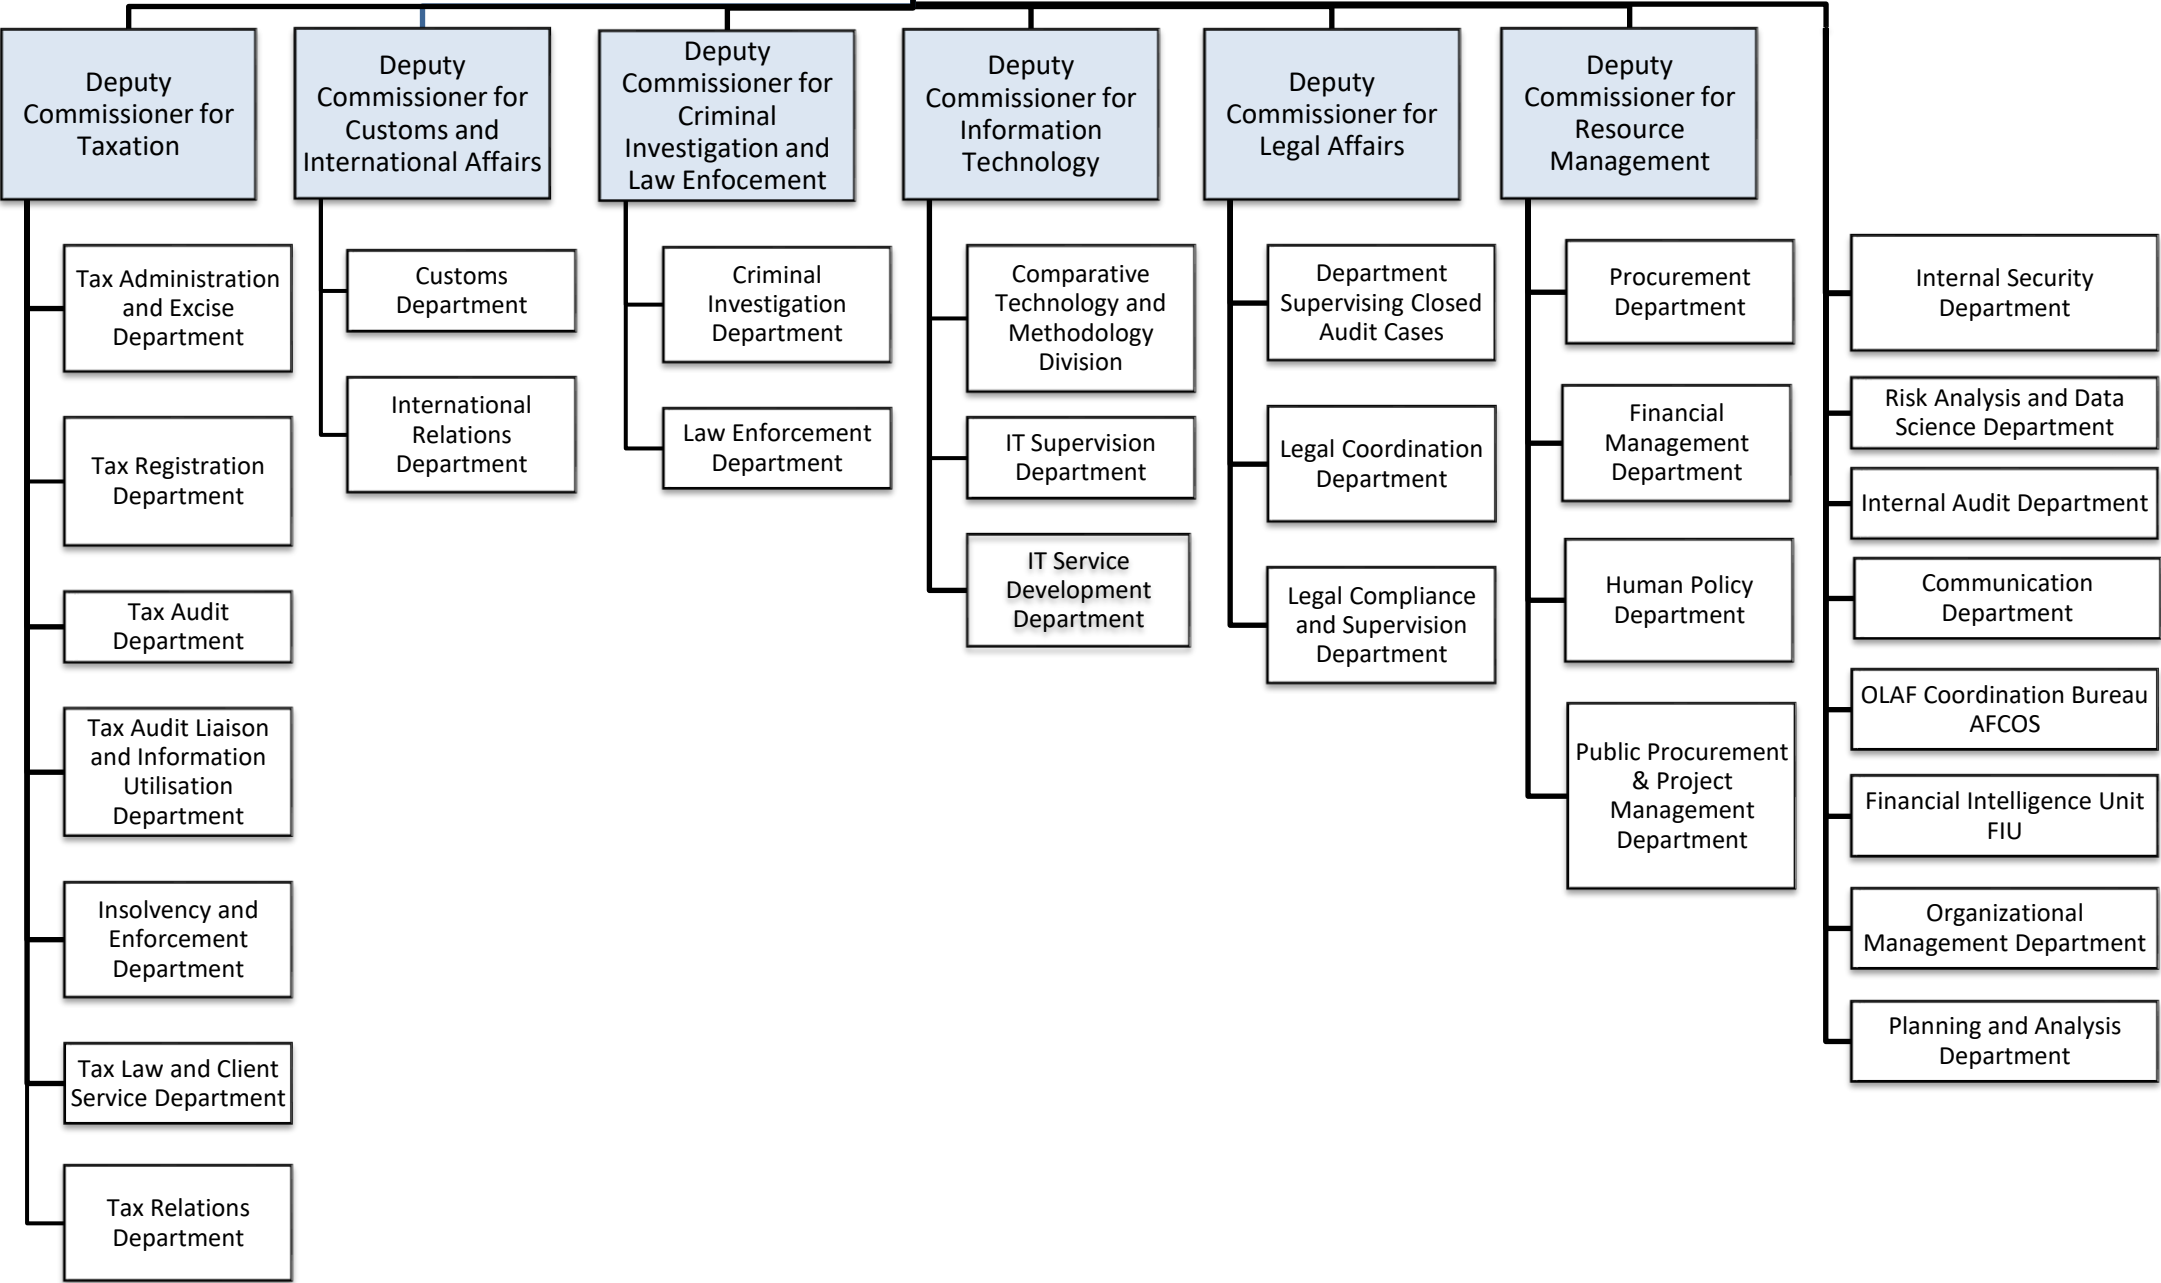 Deputy
Commissioner for
Taxation
Deputy
Commissioner for
Customs and
International Affairs
Deputy
Commissioner for
Criminal
Investigation and
Law Enfocement
Deputy
Commissioner for
Information
Technology
Deputy
Commissioner for
Legal Affairs
Deputy
Commissioner for
Resource
Management
Tax Administration
and Excise
Department
Tax Registration
Department
Tax Audit
Department
Tax Audit Liaison
and Information
Utilisation
Department
Insolvency and
Enforcement
Department
Tax Law and Client
Service Department
Tax Relations
Department
Customs
Department
International
Relations
Department
Criminal
Investigation
Department
Law Enforcement
Department
Comparative
Technology and
Methodology
Division
IT Supervision
Department
IT Service
Development
Department
Department
Supervising Closed
Audit Cases
Legal Coordination
Department
Legal Compliance
and Supervision
Department
Procurement
Department
Financial
Management
Department
Human Policy
Department
Public Procurement
& Project
Management
Department
Internal Security
Department
Risk Analysis and Data
Science Department
Internal Audit Department
Communication
Department
OLAF Coordination Bureau
AFCOS
Financial Intelligence Unit
FIU
Organizational
Management Department
Planning and Analysis
Department